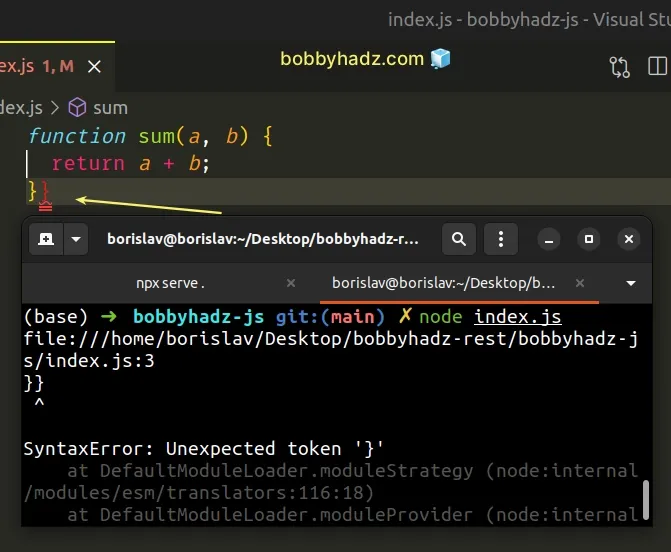 index.js - bobbyhadz-js - Visual Stu
ex.js 1, M
bobbyhadz.com
dex.js > sum
function sum(a, b) {
return a + b;
}}
borislav@borislav:~/Desktop/bobbyhadz-r...
npx serve .
borislav@borislav:~/Desktop/b...
(base) ➜ bobbyhadz-js git:(main) ✗ node index.js
file:///home/borislav/Desktop/bobbyhadz-rest/bobbyhadz-j
s/index.js:3
}}
^
SyntaxError: Unexpected token '}'
at DefaultModuleLoader.moduleStrategy (node:internal
/modules/esm/translators:116:18)
at DefaultModuleLoader.moduleProvider (node:internal